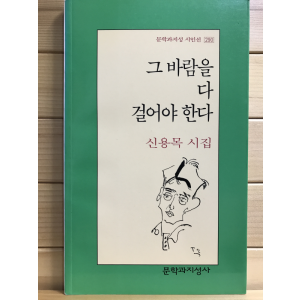 문학과지성 시인선
그 바람을
다
걸어야 한다
신용목 시집
문학과지성사